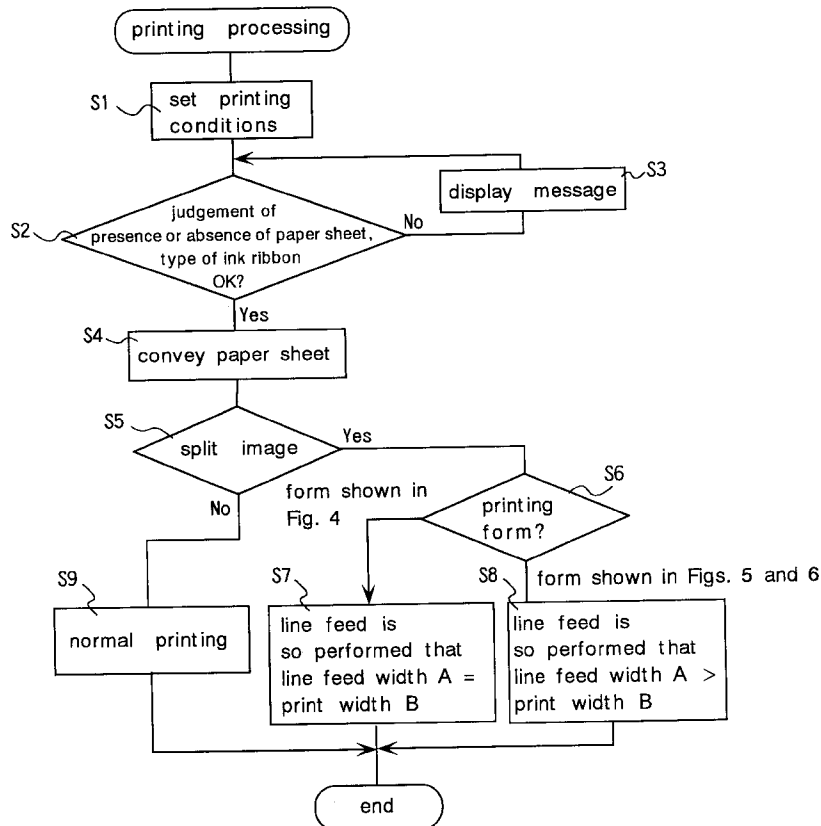 printing processing
S1
set printing
conditions
S3
display message
S2
judgement of
presence or absence of paper sheet,
type of ink ribbon
OK?
No
Yes
S4
convey paper sheet
S5
split image
Yes
No
form shown in
Fig. 4
S6
printing
form?
S9
normal printing
S7
line feed is
so performed that
line feed width A =
print width B
S8
form shown in Figs. 5 and 6
line feed is
so performed that
line feed width A >
print width B
end